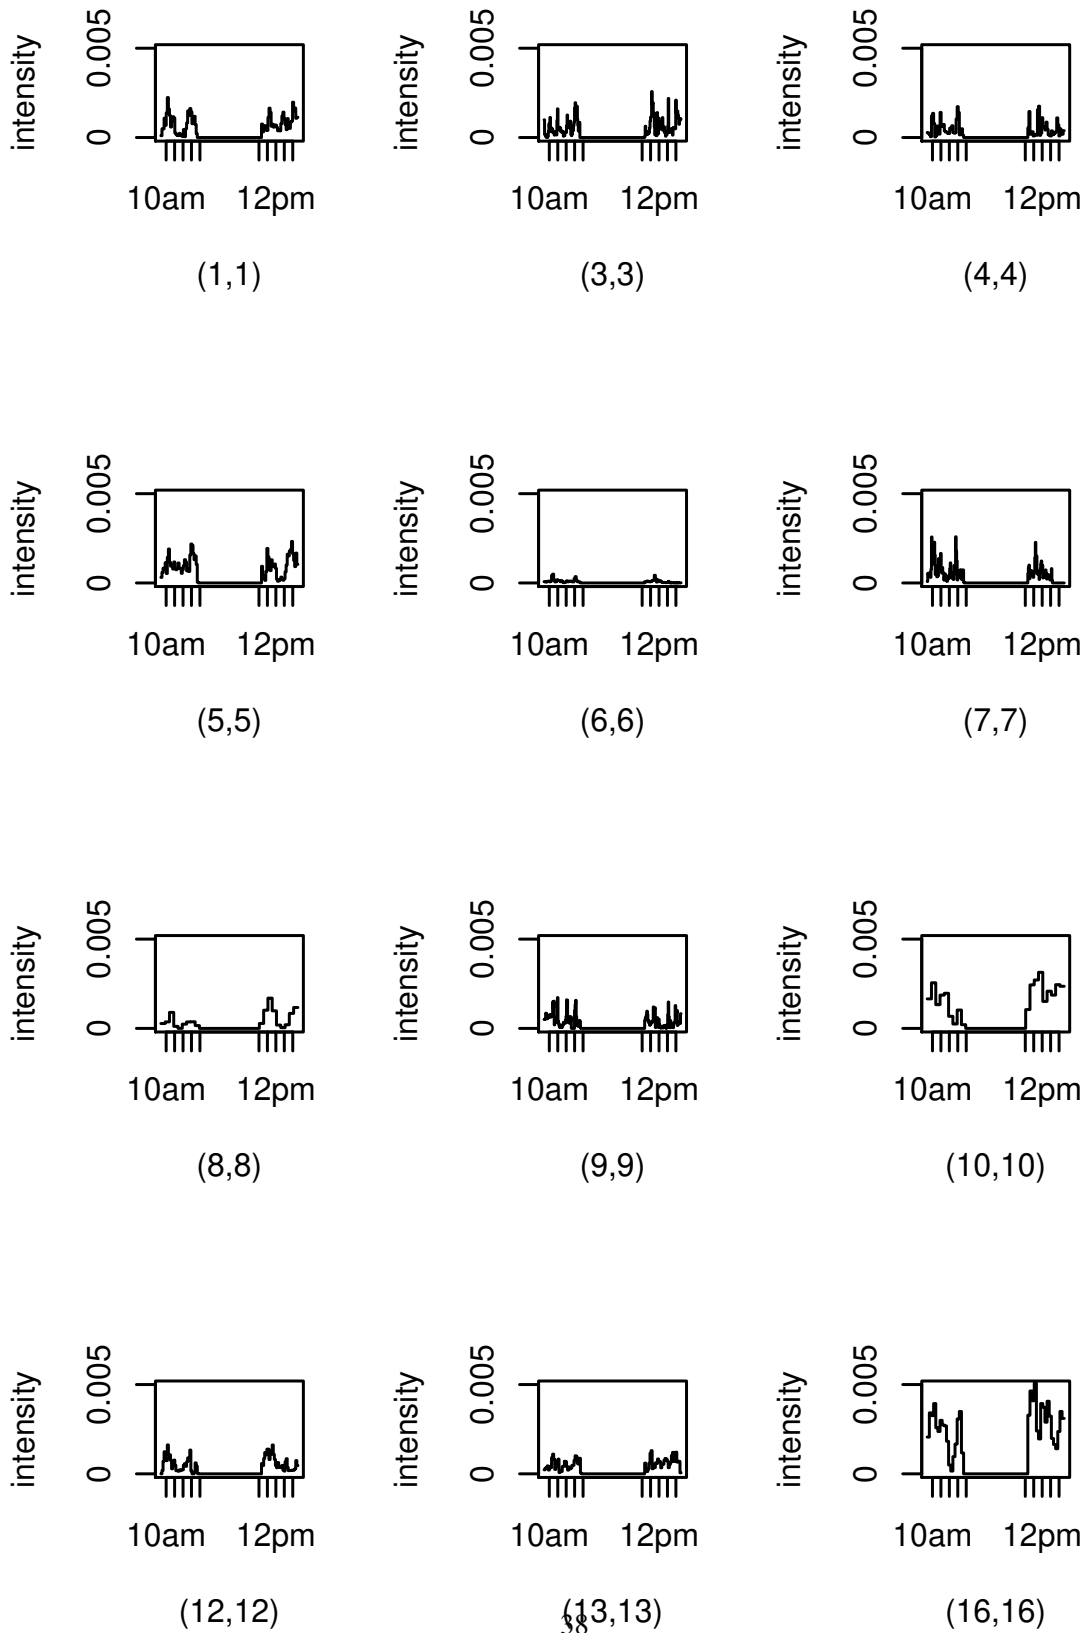 intensity 0.005 0 10am 12pm (1,1)
intensity 0.005 0 10am 12pm (3,3)
intensity 0.005 0 10am 12pm (4,4)
intensity 0.005 0 10am 12pm (5,5)
intensity 0.005 0 10am 12pm (6,6)
intensity 0.005 0 10am 12pm (7,7)
intensity 0.005 0 10am 12pm (8,8)
intensity 0.005 0 10am 12pm (9,9)
intensity 0.005 0 10am 12pm (10,10)
intensity 0.005 0 10am 12pm (12,12)
intensity 0.005 0 10am 12pm (13,13)
intensity 0.005 0 10am 12pm (16,16)
38